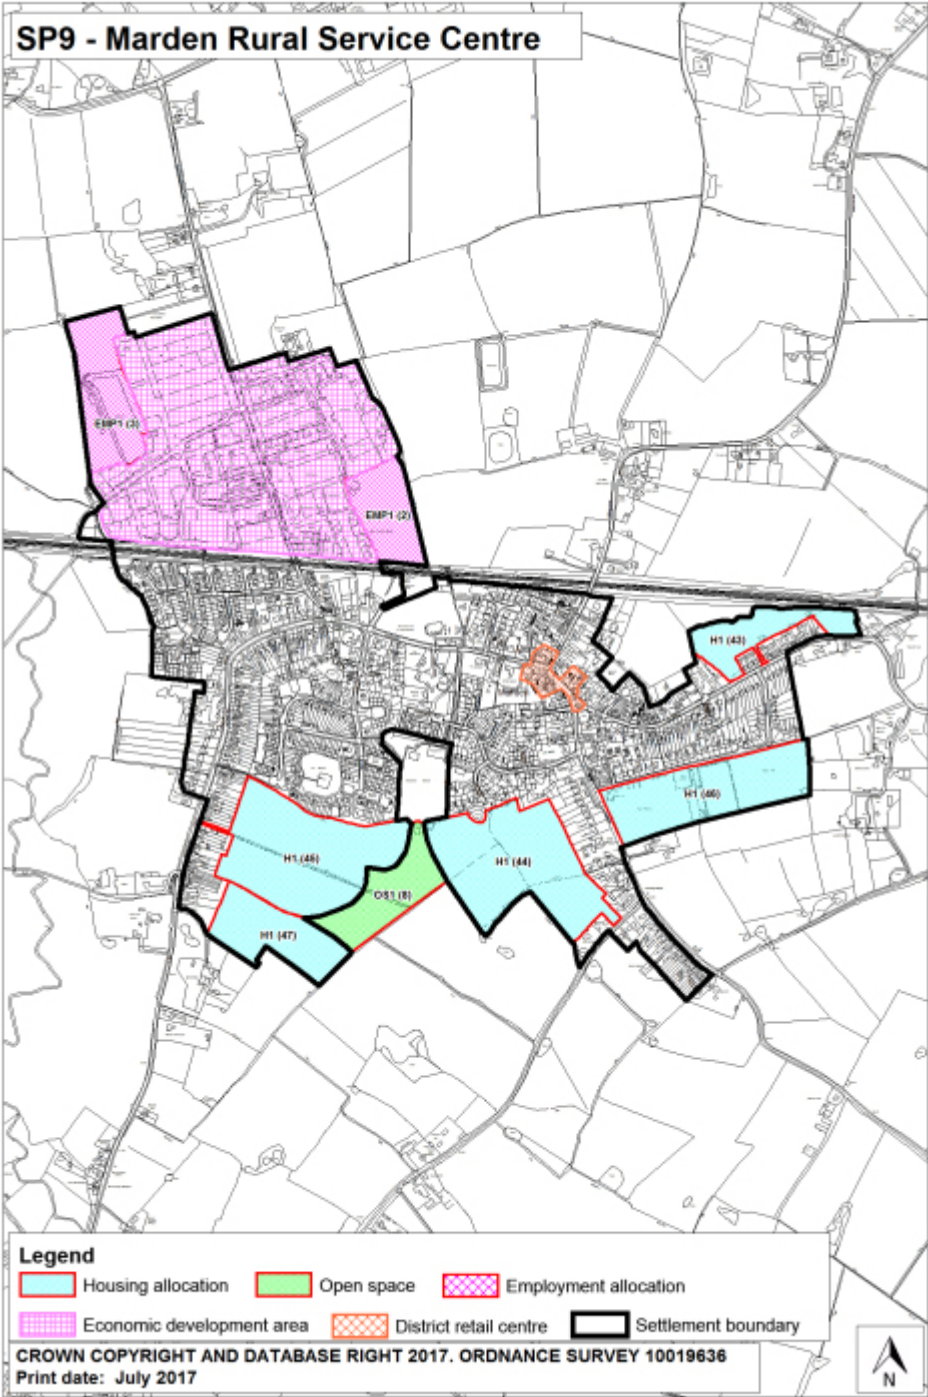 SP9 - Marden Rural Service Centre
EMP1 (3)
EMP1 (2)
H1 (43)
H1 (46)
H1 (45)
H1 (44)
OS1 (8)
H1 (47)
Legend
Housing allocation
Open space
Employment allocation
Economic development area
District retail centre
Settlement boundary
CROWN COPYRIGHT AND DATABASE RIGHT 2017. ORDNANCE SURVEY 10019636
Print date: July 2017
N